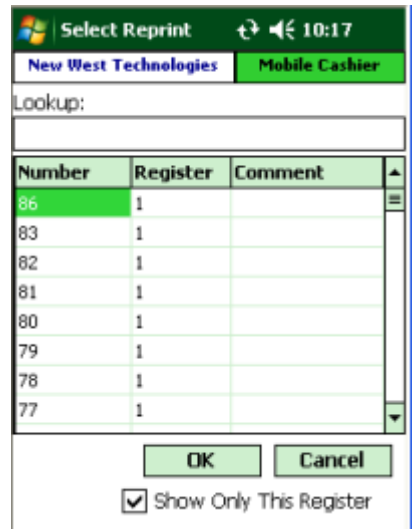 Select Reprint 10:17
New West Technologies Mobile Cashier
Lookup:
Number Register Comment
86 1
83 1
82 1
81 1
80 1
79 1
78 1
77 1
OK Cancel
Show Only This Register